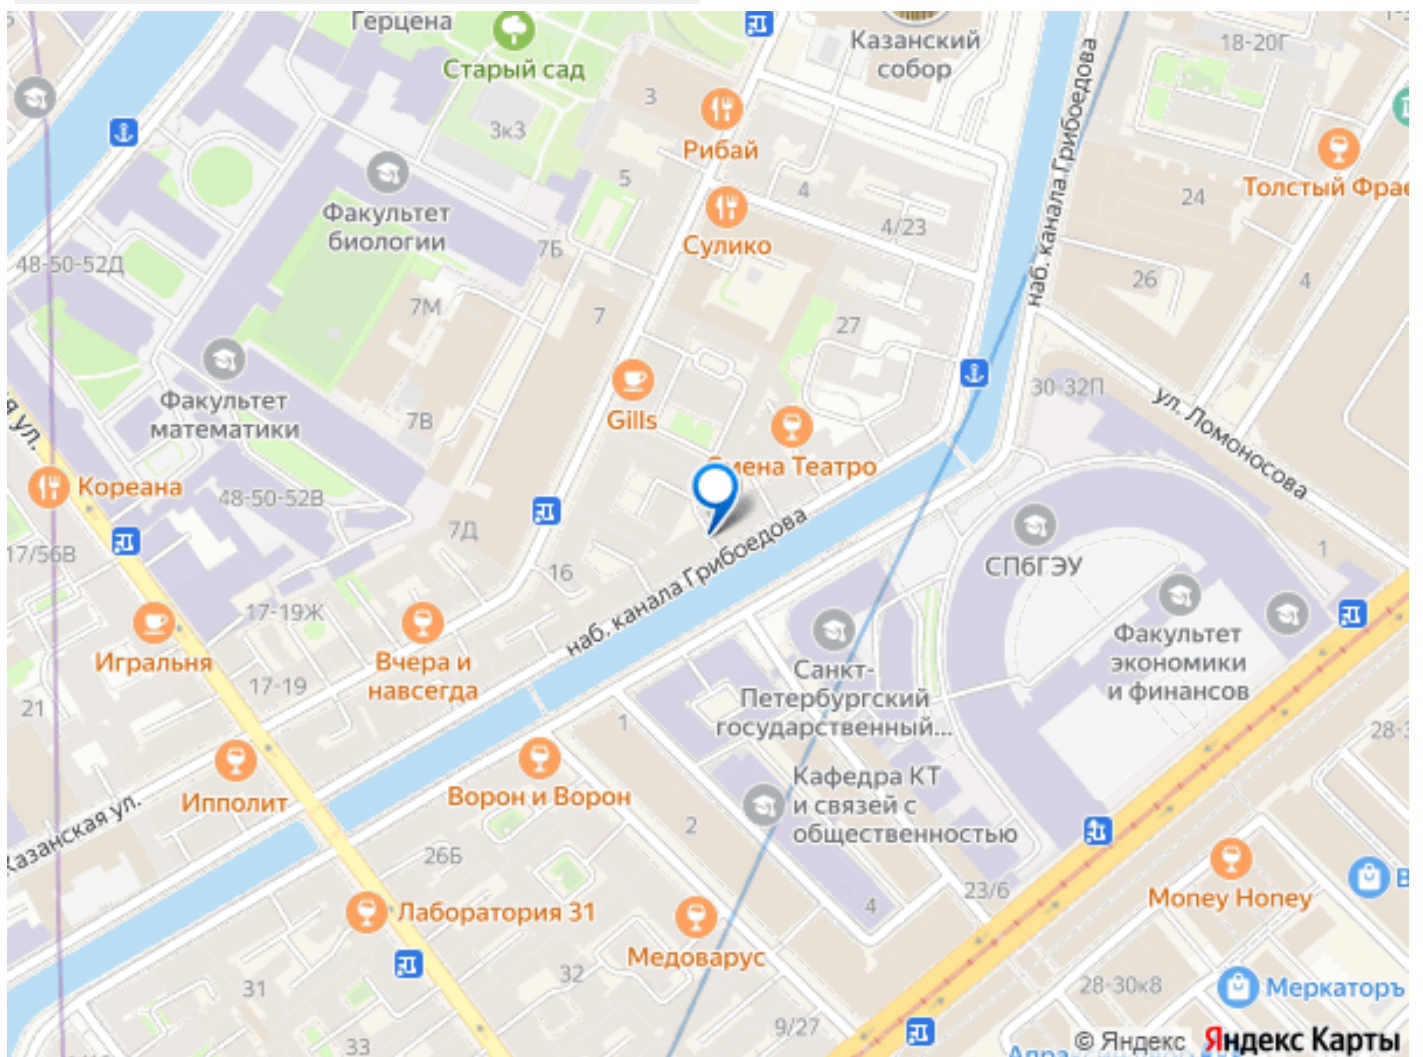 Герцена
Старый сад
Казанский
собор
18-20Г
3
3к3
Рибай
Толстый Фрае
наб. канала Грибоедова
Факультет
биологии
5
4
24
4/23
Сулико
48-50-52Д
7Б
7М
7
27
26
4
Факультет
математики
7В
Gills
30-32П
ул. Ломоносова
Смена Театро
Кореана
48-50-52В
7Д
наб. канала Грибоедова
СПбГЭУ
1
17/56В
16
17-19Ж
Игральня
Вчера и
навсегда
17-19
21
Санкт-
Петербургский
государственный...
Факультет
экономики
и финансов
1
28-3
Ипполит
Ворон и Ворон
Кафедра КТ
и связей с
общественностью
Казанская ул.
2
26Б
4
23/6
Money Honey
В
Лаборатория 31
Медоварус
31
32
28-30к8
Меркаторъ
33
9/27
© Яндекс Яндекс Карты